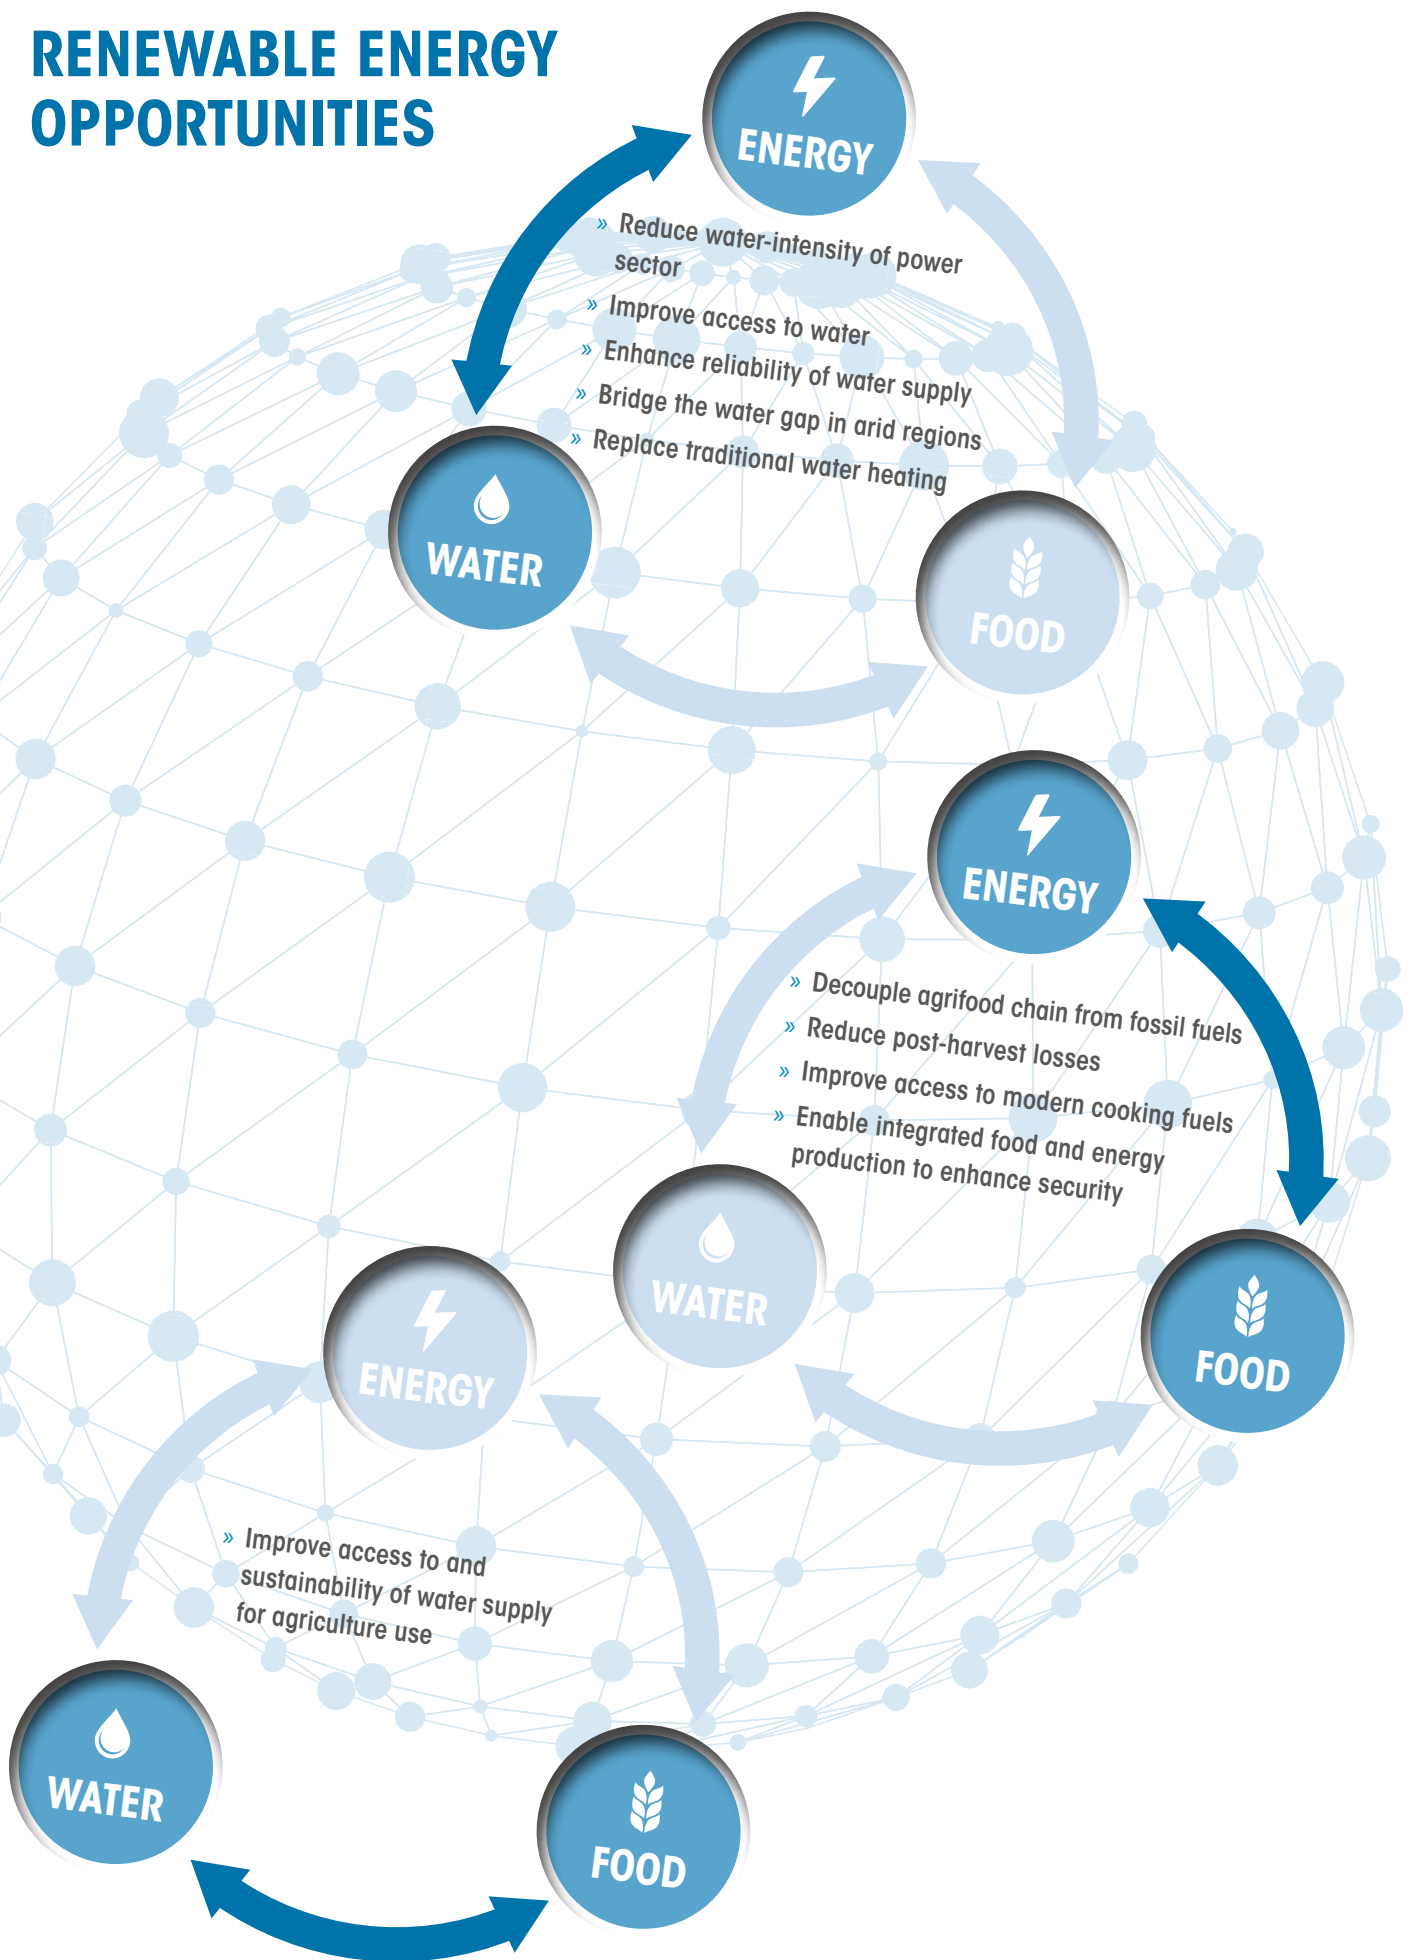 RENEWABLE ENERGY
OPPORTUNITIES
ENERGY
» Reduce water-intensity of power
sector
» Improve access to water
» Enhance reliability of water supply
» Bridge the water gap in arid regions
» Replace traditional water heating
WATER
FOOD
ENERGY
» Decouple agrifood chain from fossil fuels
» Reduce post-harvest losses
» Improve access to modern cooking fuels
» Enable integrated food and energy
production to enhance security
WATER
FOOD
ENERGY
» Improve access to and
sustainability of water supply
for agriculture use
WATER
FOOD